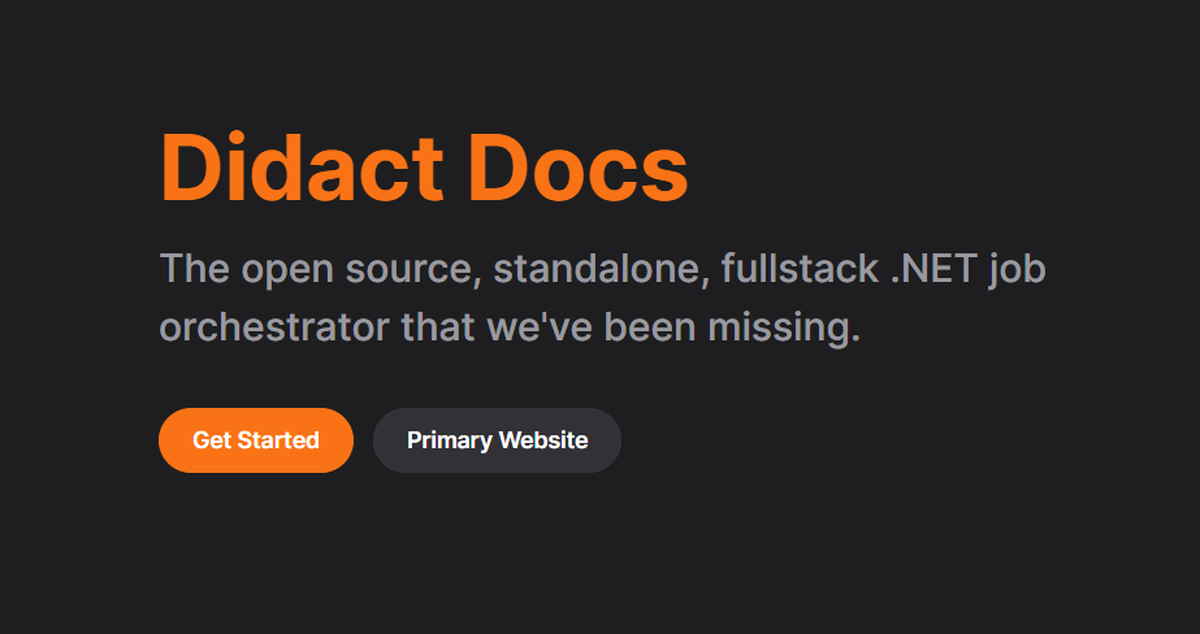 Didact Docs
The open source, standalone, fullstack .NET job
orchestrator that we've been missing.
Get Started
Primary Website